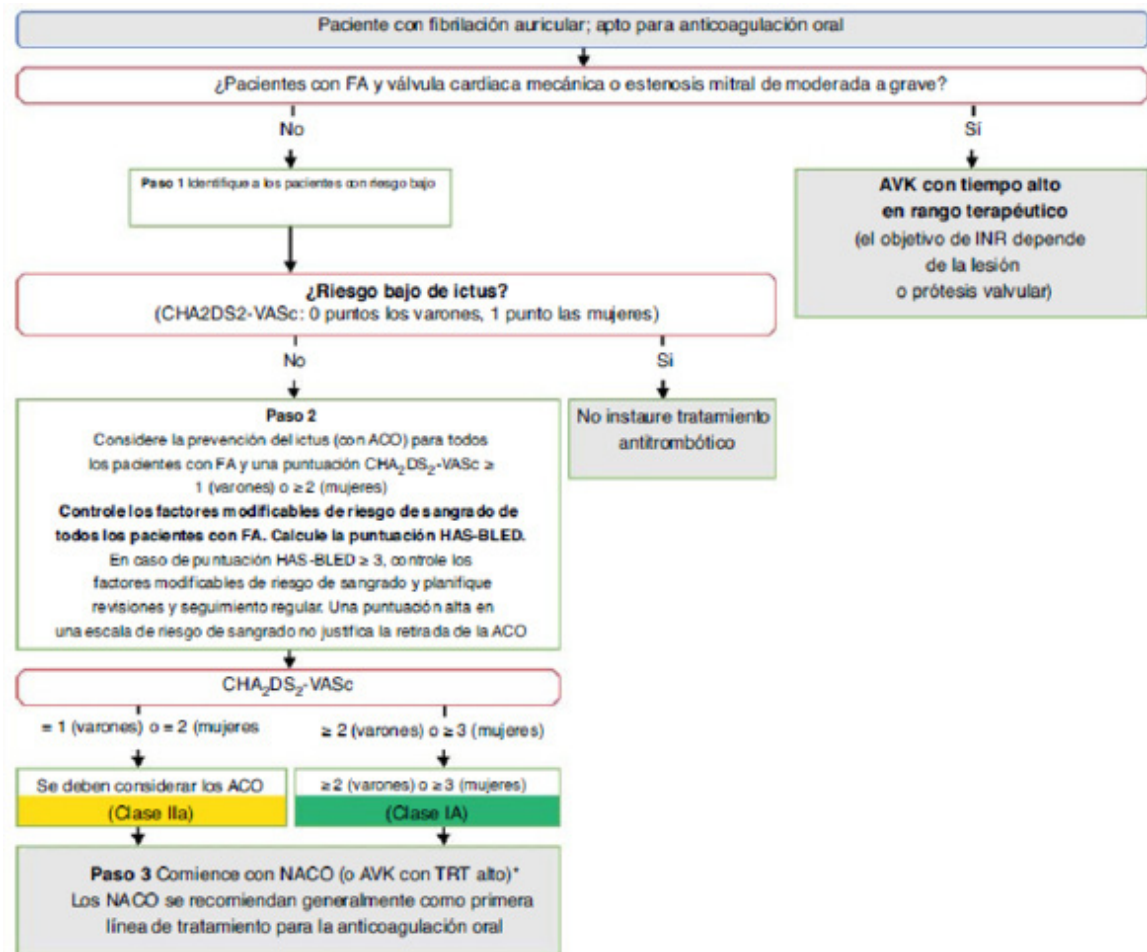 Paciente con fibrilación auricular; apto para anticoagulación oral
¿Pacientes con FA y válvula cardiaca mecánica o estenosis mitral de moderada a grave?
No
Sí
Paso 1 Identifique a los pacientes con riesgo bajo
AVK con tiempo alto
en rango terapéutico
(el objetivo de INR depende
de la lesión
o prótesis valvular)
¿Riesgo bajo de ictus?
(CHA2DS2-VASc: 0 puntos los varones, 1 punto las mujeres)
No
Sí
Paso 2
Considere la prevención del ictus (con ACO) para todos
los pacientes con FA y una puntuación CHA₂DS₂-VASc ≥
1 (varones) o ≥ 2 (mujeres)
Controle los factores modificables de riesgo de sangrado de
todos los pacientes con FA. Calcule la puntuación HAS-BLED.
En caso de puntuación HAS-BLED ≥ 3, controle los
factores modificables de riesgo de sangrado y planifique
revisiones y seguimiento regular. Una puntuación alta en
una escala de riesgo de sangrado no justifica la retirada de la ACO
No instaure tratamiento
antitrombótico
CHA₂DS₂-VASc
= 1 (varones) o = 2 (mujeres
≥ 2 (varones) o ≥ 3 (mujeres)
Se deben considerar los ACO
(Clase IIa)
≥ 2 (varones) o ≥ 3 (mujeres)
(Clase IA)
Paso 3 Comience con NACO (o AVK con TRT alto)*
Los NACO se recomiendan generalmente como primera
línea de tratamiento para la anticoagulación oral